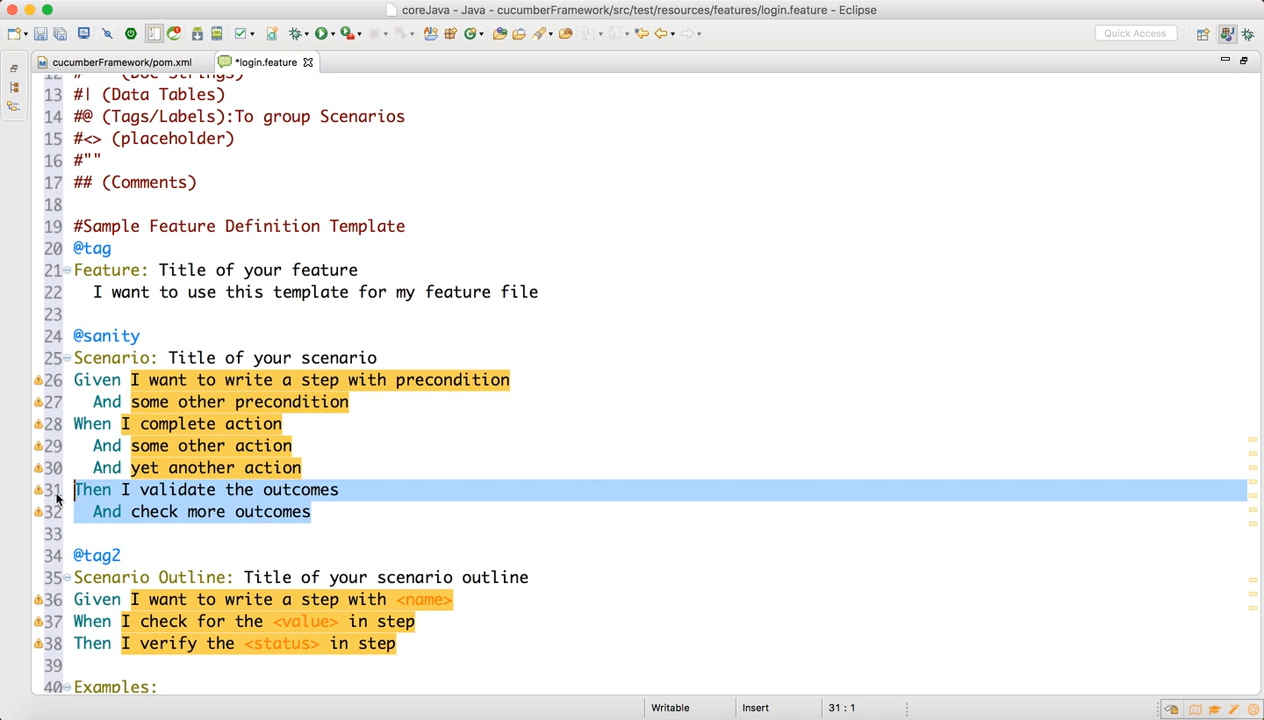 coreJava - Java - cucumberFramework/src/test/resources/features/login.feature - Eclipse
Quick Access
cucumberFramework/pom.xml
*login.feature
12 # (Doc Strings)
13 #| (Data Tables)
14 #@ (Tags/Labels):To group Scenarios
15 #<> (placeholder)
16 #""
17 ## (Comments)
18
19 #Sample Feature Definition Template
20 @tag
21 Feature: Title of your feature
22 I want to use this template for my feature file
23
24 @sanity
25 Scenario: Title of your scenario
26 Given I want to write a step with precondition
27 And some other precondition
28 When I complete action
29 And some other action
30 And yet another action
31 Then I validate the outcomes
32 And check more outcomes
33
34 @tag2
35 Scenario Outline: Title of your scenario outline
36 Given I want to write a step with <name>
37 When I check for the <value> in step
38 Then I verify the <status> in step
39
40 Examples:
Writable
Insert
31 : 1